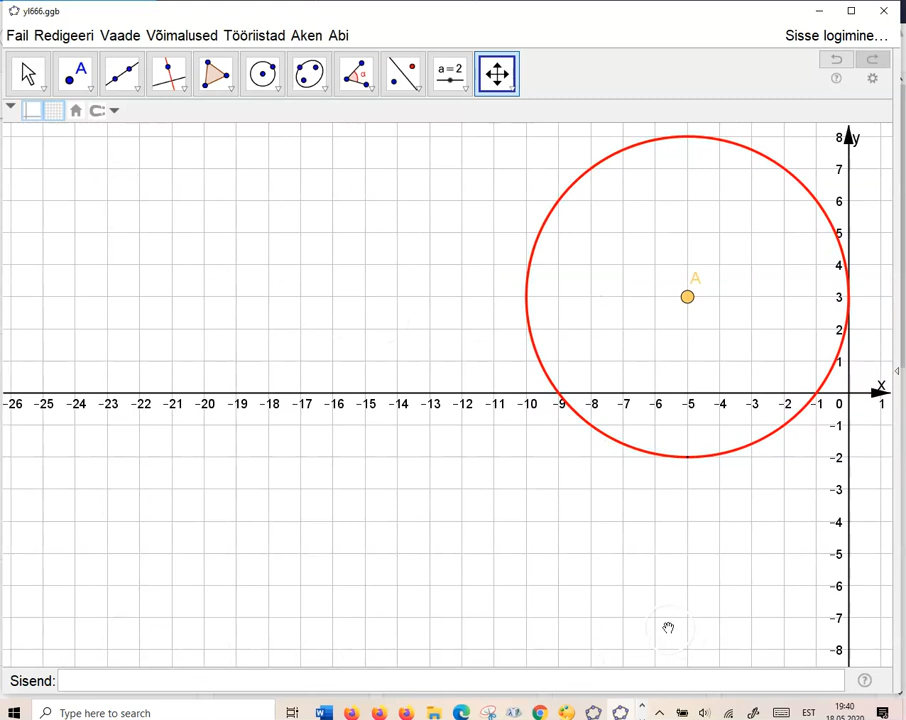 yl666.ggb
Fail Redigeeri Vaade Võimalused Tööriistad Aken Abi Sisse logimine...
A α a=2
8 y
7
6
5
4
A
3
2
1
x
-26 -25 -24 -23 -22 -21 -20 -19 -18 -17 -16 -15 -14 -13 -12 -11 -10 -9 -8 -7 -6 -5 -4 -3 -2 -1 0 1
-1
-2
-3
-4
-5
-6
-7
-8
Sisend:
Type here to search EST 19:40
18.05.2020